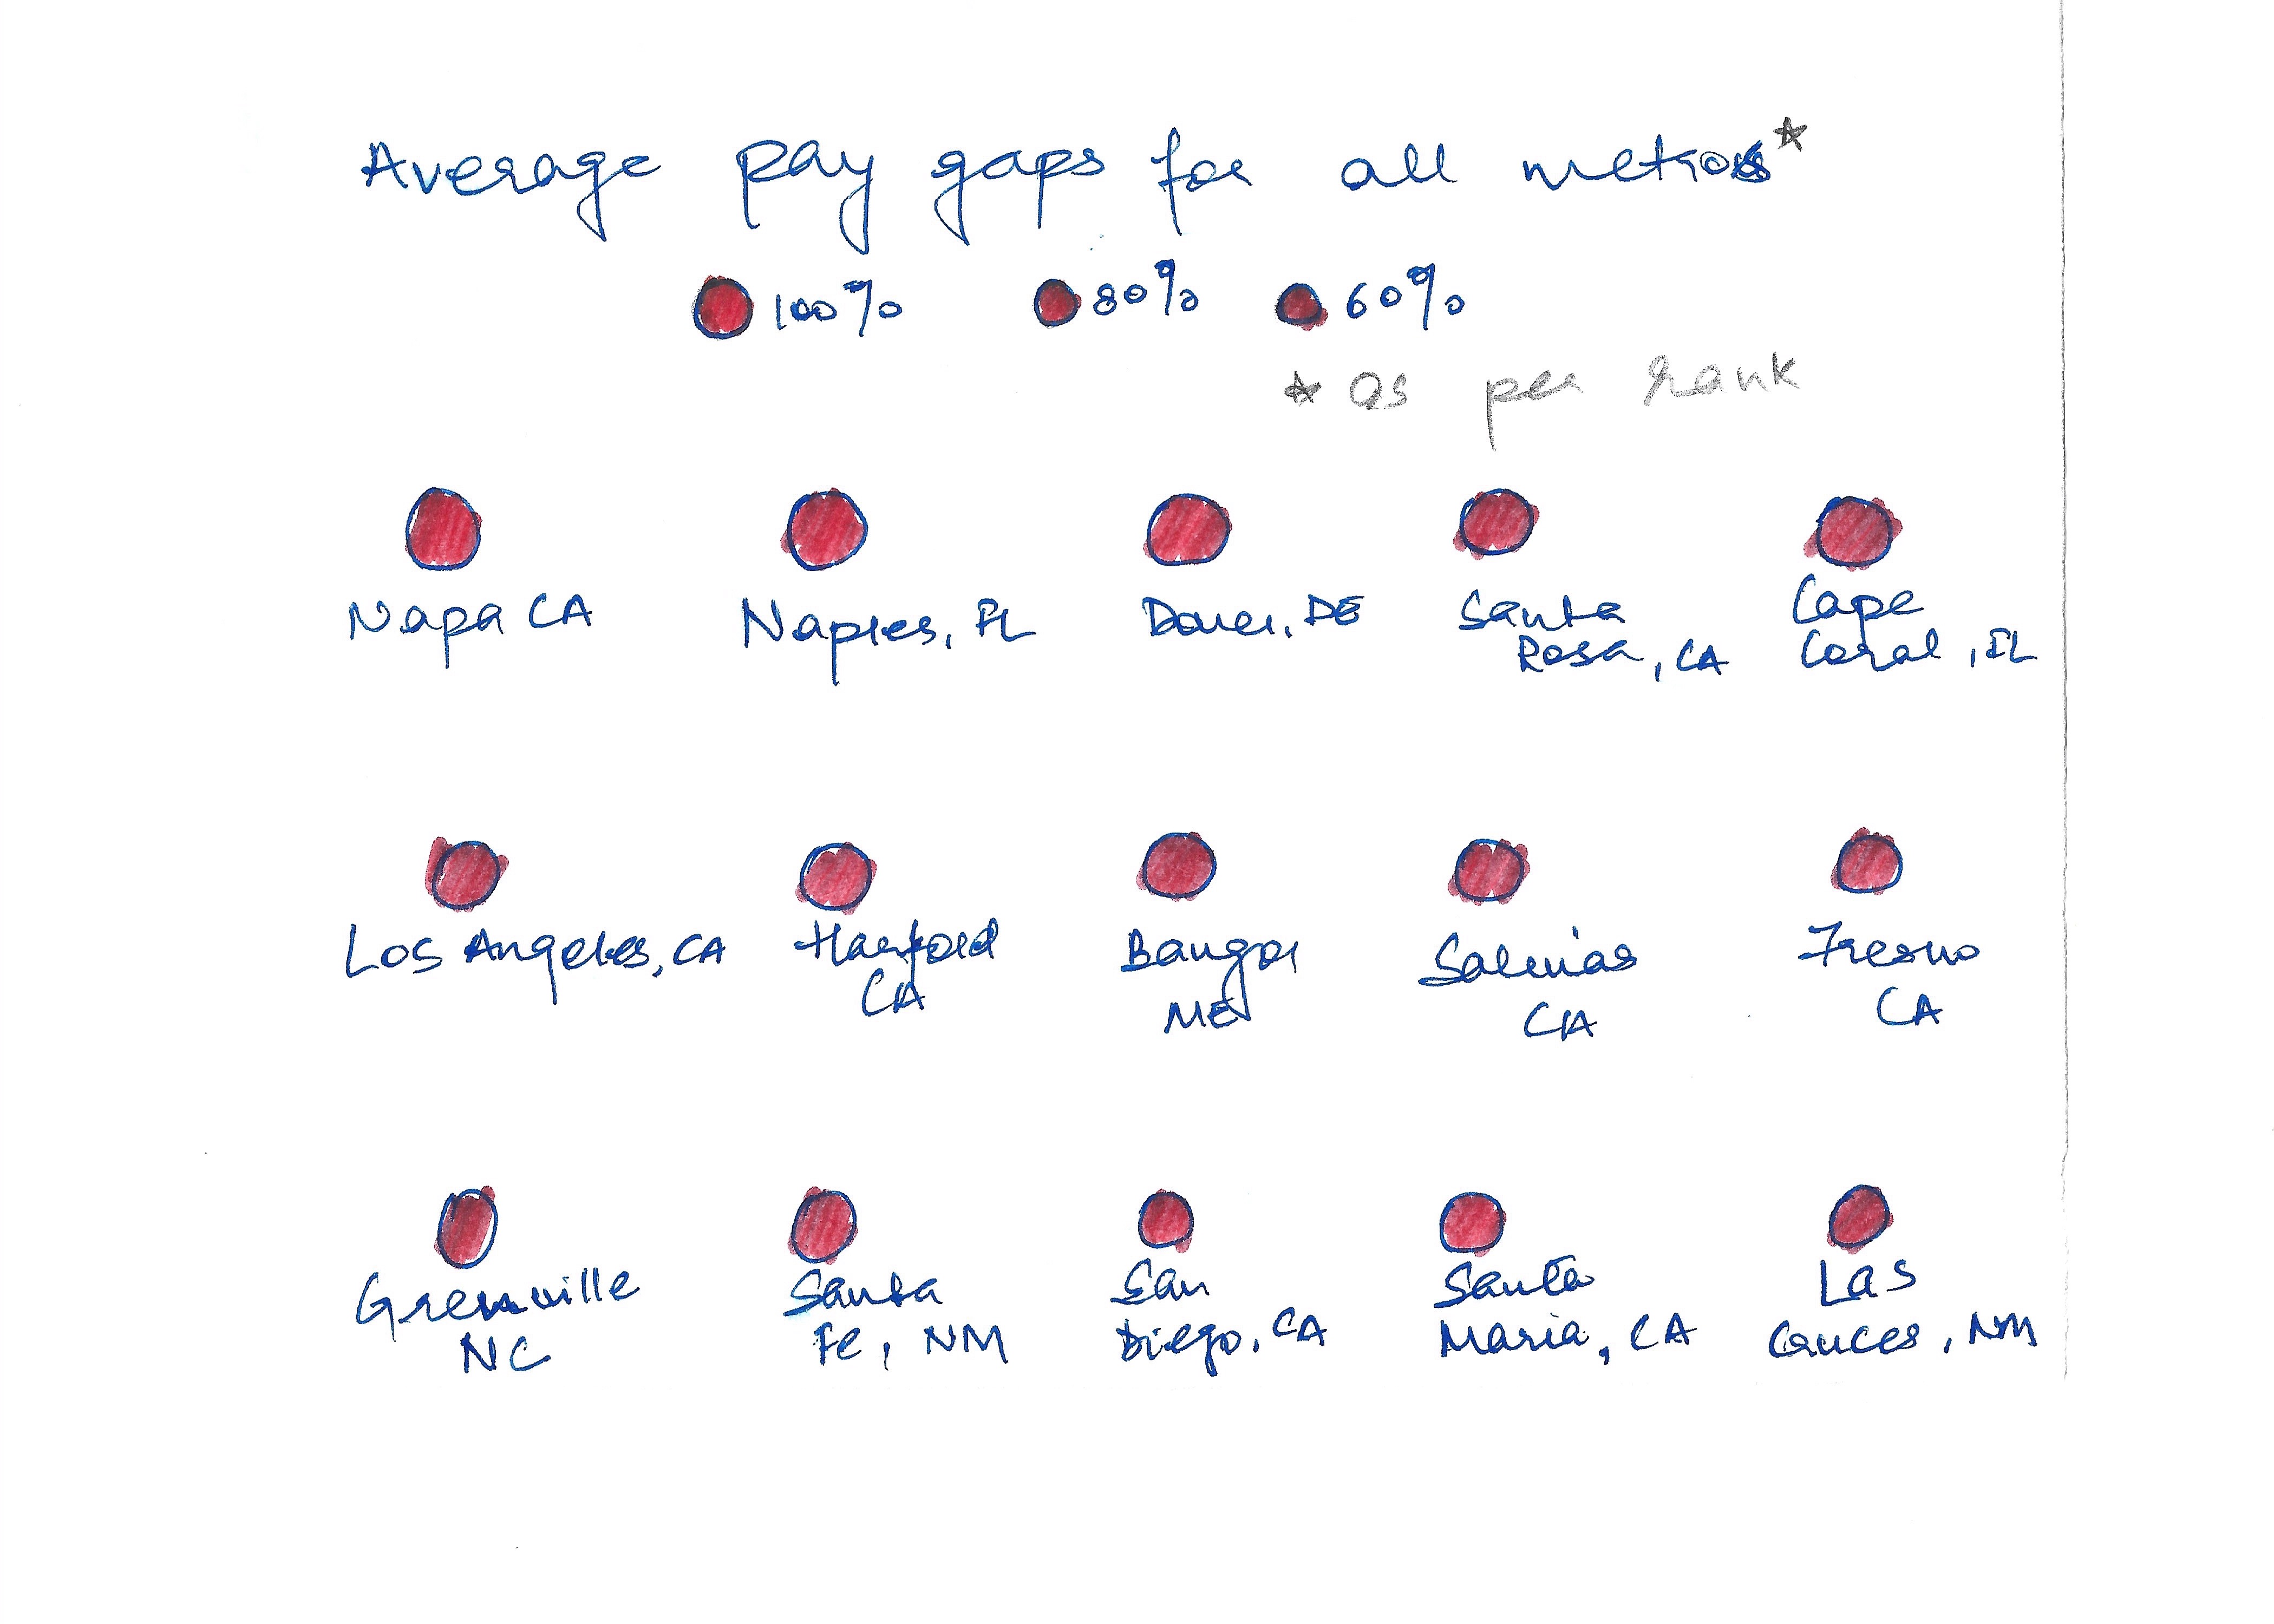 Average pay gaps for all metros*
100% 80% 60%
* as per rank
Napa CA
Naples, FL
Dover, DE
Santa
Rosa, CA
Cape
Coral, FL
Los Angeles, CA
Hanford
CA
Bangor
ME
Salinas
CA
Fresno
CA
Greenville
NC
Santa
Fe, NM
San
Diego, CA
Santa
Maria, CA
Las
Cruces, NM